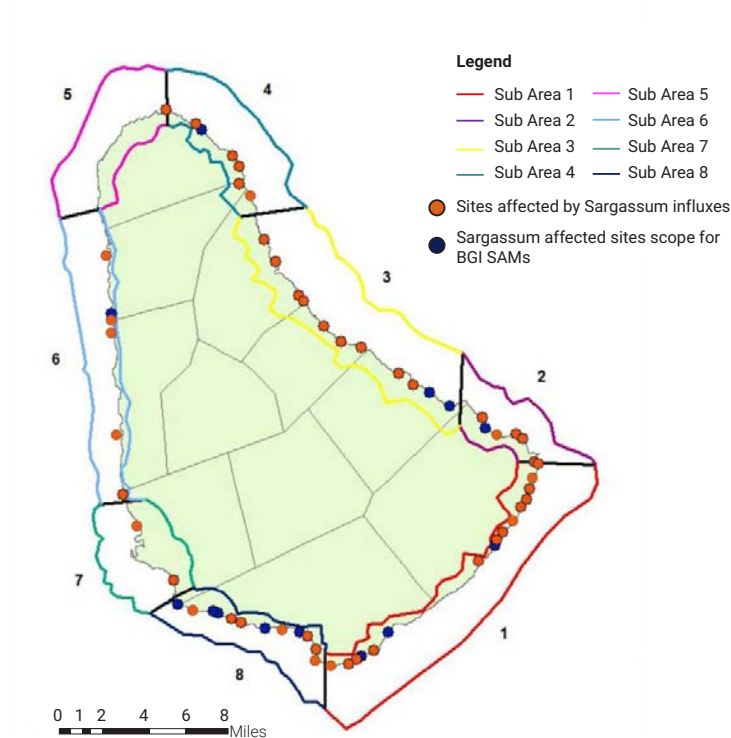 Legend
Sub Area 1
Sub Area 5
Sub Area 2
Sub Area 6
Sub Area 3
Sub Area 7
Sub Area 4
Sub Area 8
Sites affected by Sargassum influxes
Sargassum affected sites scope for
BGI SAMs
5
4
3
6
2
7
1
8
0 1 2 4 6 8
Miles